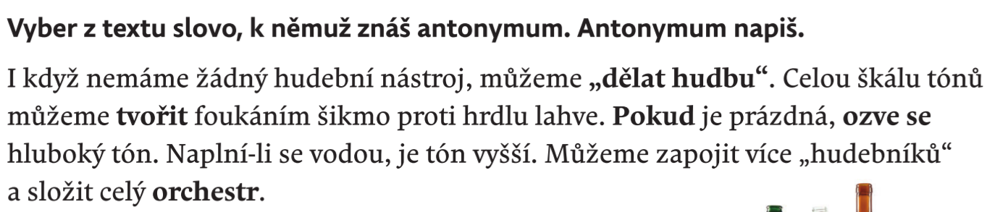 Vyber z textu slovo, k němuž znáš antonymum. Antonymum napiš.
I když nemáme žádný hudební nástroj, můžeme „dělat hudbu“. Celou škálu tónů
můžeme tvořit foukáním šikmo proti hrdlu lahve. Pokud je prázdná, ozve se
hluboký tón. Naplní-li se vodou, je tón vyšší. Můžeme zapojit více „hudebníků“
a složit celý orchestr.